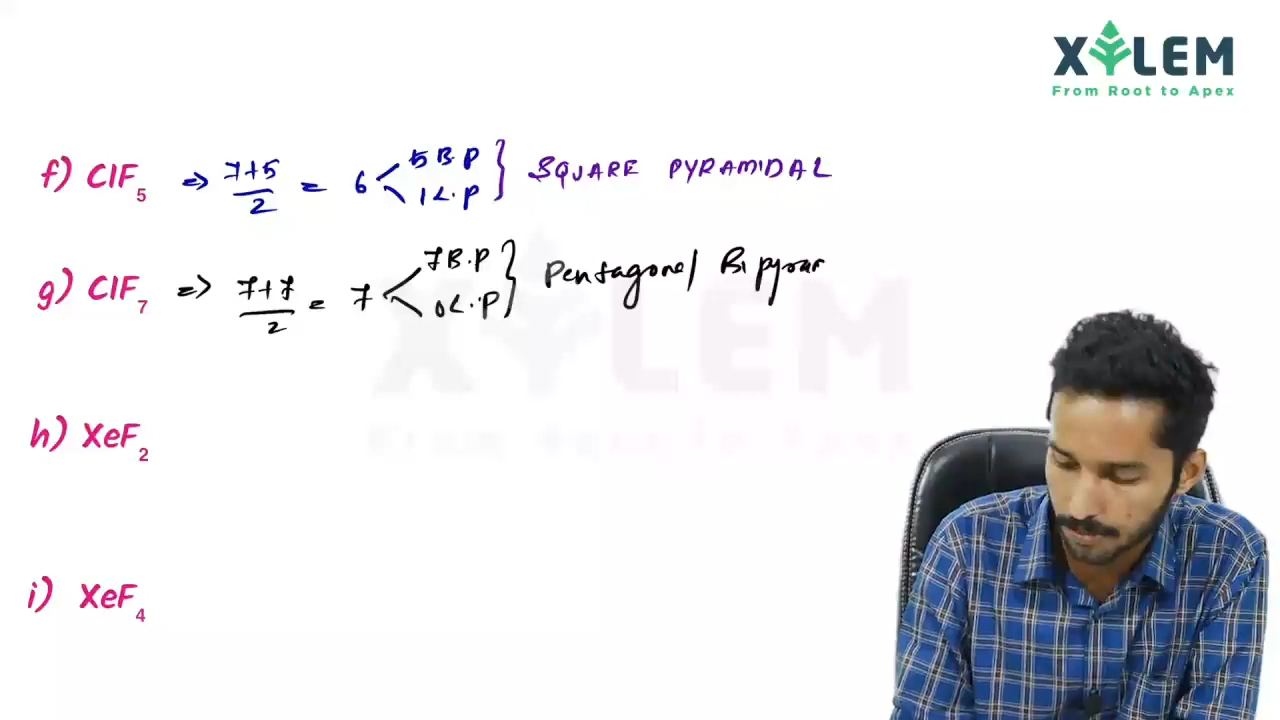 XYLEM
From Root to Apex
f) ClF5 => 7+5/2 = 6 < 5 B.P 1 L.P } SQUARE PYRAMIDAL
g) ClF7 => 7+7/2 = 7 < 7 B.P 0 L.P } Pentagonal Bi
h) XeF2
i) XeF4